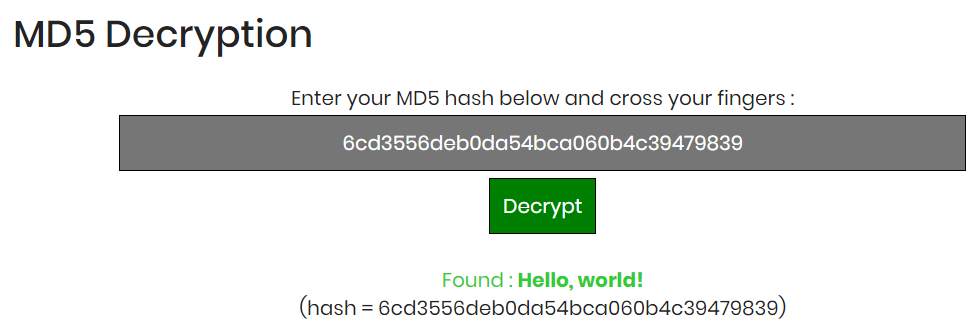 MD5 Decryption
Enter your MD5 hash below and cross your fingers :
6cd3556deb0da54bca060b4c39479839
Decrypt
Found : Hello, world!
(hash = 6cd3556deb0da54bca060b4c39479839)